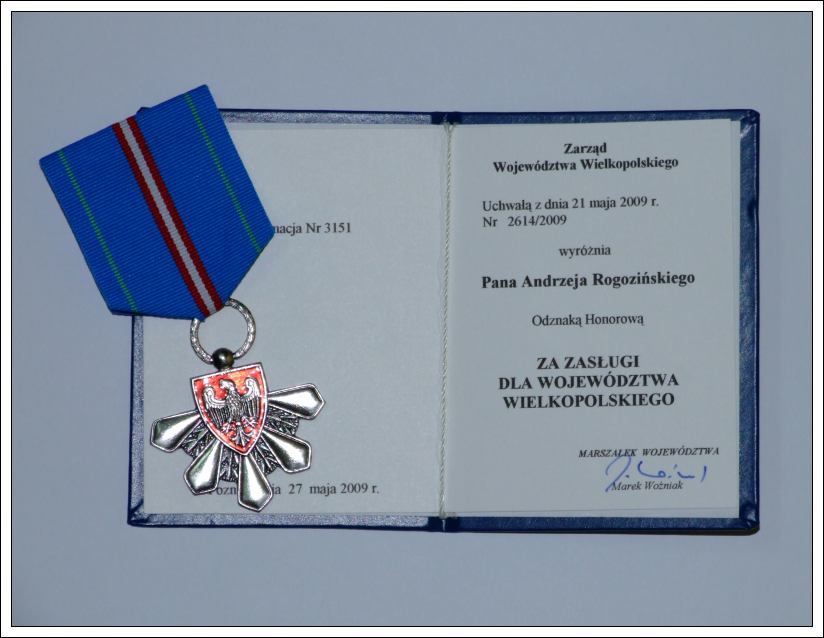 Nr 3151
27 maja 2009 r.
Zarząd
Województwa Wielkopolskiego
Uchwałą z dnia 21 maja 2009 r.
Nr 2614/2009
wyróżnia
Pana Andrzeja Rogozińskiego
Odznaką Honorową
ZA ZASŁUGI
DLA WOJEWÓDZTWA
WIELKOPOLSKIEGO
MARSZAŁEK WOJEWÓDZTWA
Marek Woźniak